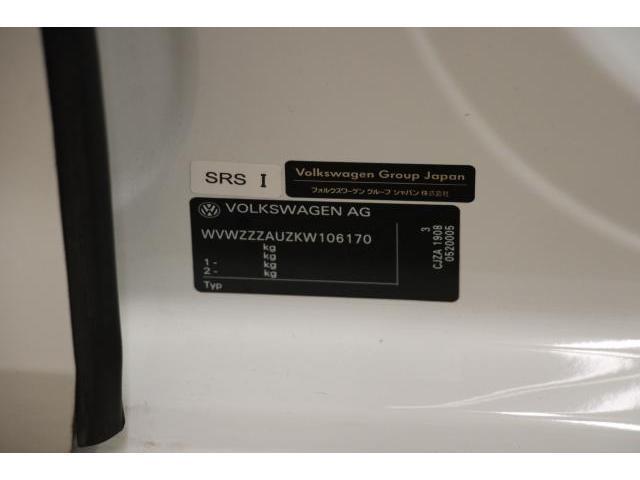 SRS I
Volkswagen Group Japan
フォルクスワーゲン グループ ジャパン 株式会社
VOLKSWAGEN AG
WVWZZZAUZKW106170
kg
kg
1 - kg
2 - kg
Typ
3
CJZA 1908
0520005